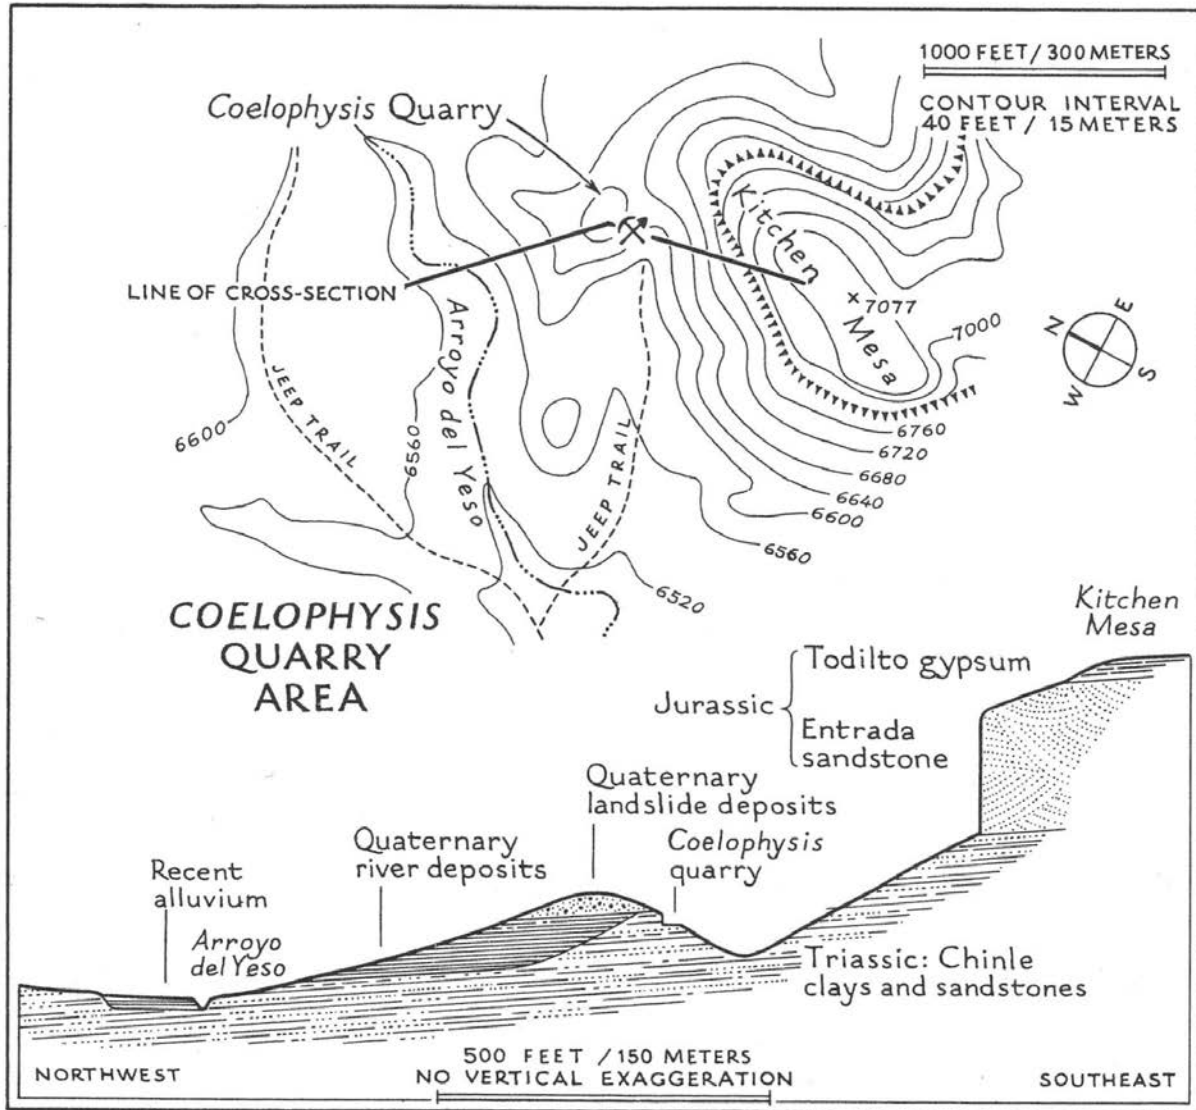 1000 FEET / 300 METERS
CONTOUR INTERVAL
40 FEET / 15 METERS
Coelophysis Quarry
LINE OF CROSS-SECTION
Kitchen
Mesa
7077
7000
N
E
W
S
Arroyo del Yeso
JEEP TRAIL
JEEP TRAIL
6600
6560
6760
6720
6680
6640
6600
6560
6520
COELOPHYSIS
QUARRY
AREA
Kitchen
Mesa
Jurassic
Todilto gypsum
Entrada
sandstone
Quaternary
landslide deposits
Coelophysis
quarry
Quaternary
river deposits
Recent
alluvium
Arroyo
del Yeso
Triassic: Chinle
clays and sandstones
NORTHWEST
500 FEET / 150 METERS
NO VERTICAL EXAGGERATION
SOUTHEAST